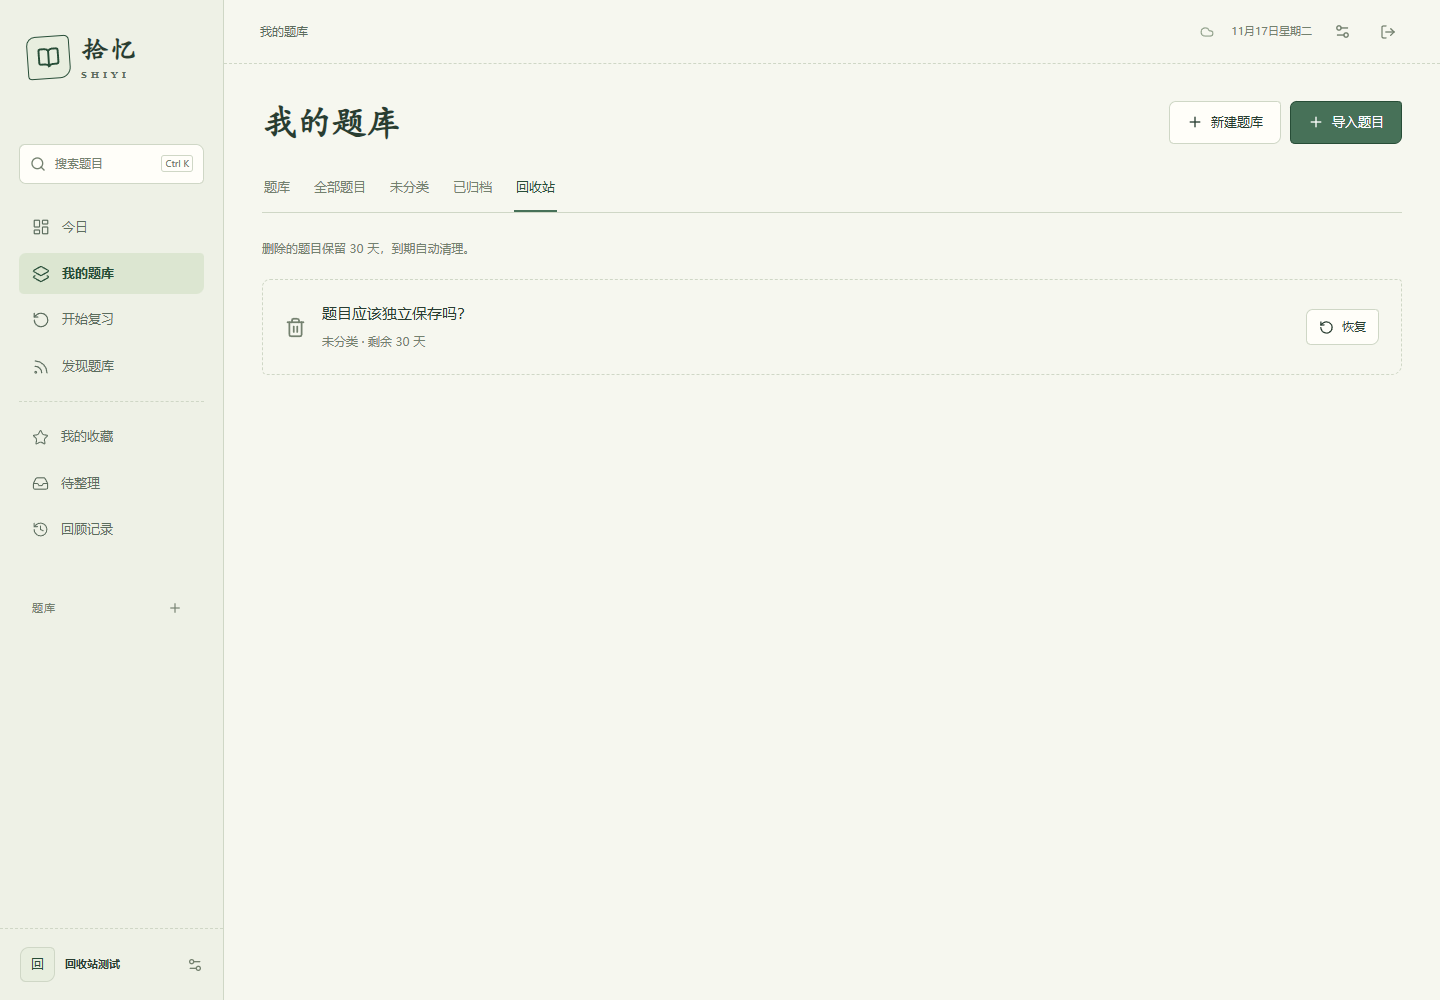 拾忆
SHIYI
搜索题目 Ctrl K
今日
我的题库
开始复习
发现题库
我的收藏
待整理
回顾记录
题库
回 回收站测试
我的题库
11月17日星期二
我的题库
新建题库
导入题目
题库 全部题目 未分类 已归档 回收站
删除的题目保留 30 天，到期自动清理。
题目应该独立保存吗？
未分类 · 剩余 30 天
恢复